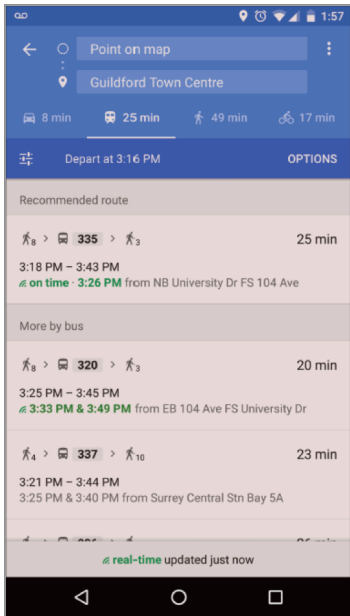 1:57
Point on map
Guildford Town Centre
8 min 25 min 49 min 17 min
Depart at 3:16 PM OPTIONS
Recommended route
8 > 335 > 3 25 min
3:18 PM – 3:43 PM
on time · 3:26 PM from NB University Dr FS 104 Ave
More by bus
8 > 320 > 3 20 min
3:25 PM – 3:45 PM
3:33 PM & 3:49 PM from EB 104 Ave FS University Dr
4 > 337 > 10 23 min
3:21 PM – 3:44 PM
3:25 PM & 3:40 PM from Surrey Central Stn Bay 5A
real-time updated just now